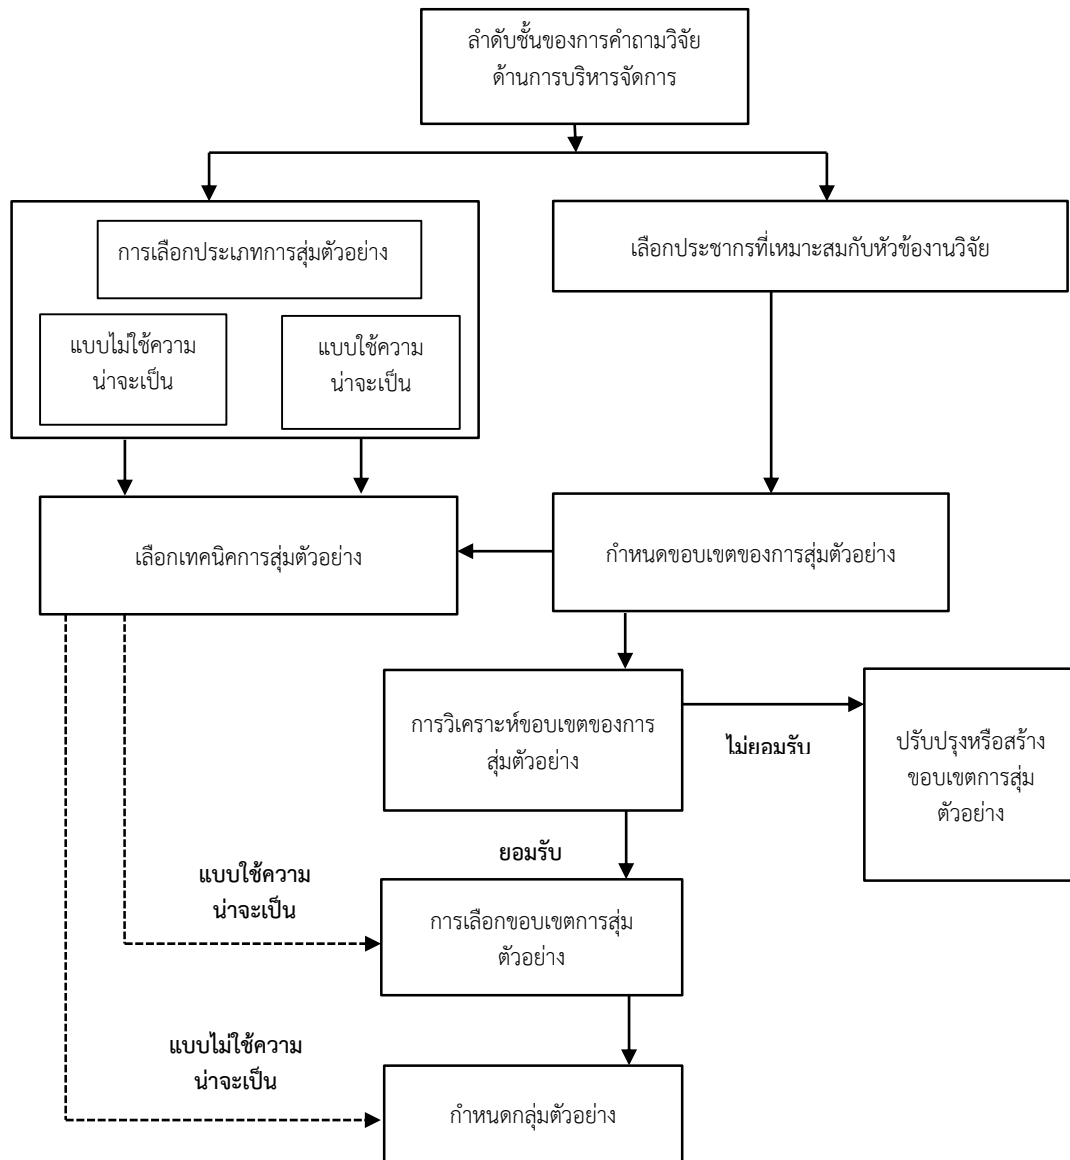 ลำดับชั้นของการคำถามวิจัย
ด้านการบริหารจัดการ
การเลือกประเภทการสุ่มตัวอย่าง
เลือกประชากรที่เหมาะสมกับหัวข้องานวิจัย
แบบไม่ใช้ความ
น่าจะเป็น
แบบใช้ความ
น่าจะเป็น
เลือกเทคนิคการสุ่มตัวอย่าง
กำหนดขอบเขตของการสุ่มตัวอย่าง
การวิเคราะห์ขอบเขตของการ
สุ่มตัวอย่าง
ไม่ยอมรับ
ปรับปรุงหรือสร้าง
ขอบเขตการสุ่ม
ตัวอย่าง
ยอมรับ
แบบใช้ความ
น่าจะเป็น
การเลือกขอบเขตการสุ่ม
ตัวอย่าง
แบบไม่ใช้ความ
น่าจะเป็น
กำหนดกลุ่มตัวอย่าง